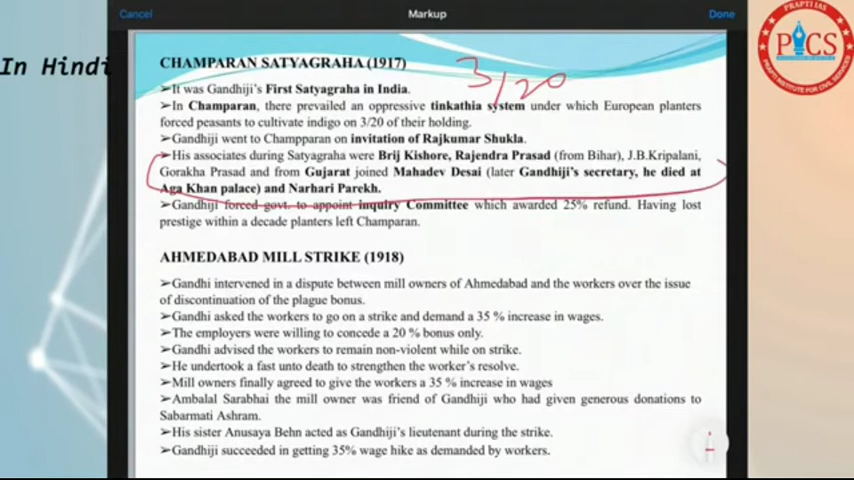 Cancel
Markup
Done
PRAPTI IAS
PiCS
PRAPTI INSTITUTE FOR CIVIL SERVICES
In Hindi
CHAMPARAN SATYAGRAHA (1917)
3/20
➢It was Gandhiji's First Satyagraha in India.
➢In Champaran, there prevailed an oppressive tinkathia system under which European planters
forced peasants to cultivate indigo on 3/20 of their holding.
➢Gandhiji went to Champparan on invitation of Rajkumar Shukla.
➢His associates during Satyagraha were Brij Kishore, Rajendra Prasad (from Bihar), J.B.Kripalani,
Gorakha Prasad and from Gujarat joined Mahadev Desai (later Gandhiji's secretary, he died at
Aga Khan palace) and Narhari Parekh.
➢Gandhiji forced govt. to appoint inquiry Committee which awarded 25% refund. Having lost
prestige within a decade planters left Champaran.
AHMEDABAD MILL STRIKE (1918)
➢Gandhi intervened in a dispute between mill owners of Ahmedabad and the workers over the issue
of discontinuation of the plague bonus.
➢Gandhi asked the workers to go on a strike and demand a 35 % increase in wages.
➢The employers were willing to concede a 20 % bonus only.
➢Gandhi advised the workers to remain non-violent while on strike.
➢He undertook a fast unto death to strengthen the worker's resolve.
➢Mill owners finally agreed to give the workers a 35 % increase in wages
➢Ambalal Sarabhai the mill owner was friend of Gandhiji who had given generous donations to
Sabarmati Ashram.
➢His sister Anusaya Behn acted as Gandhiji's lieutenant during the strike.
➢Gandhiji succeeded in getting 35% wage hike as demanded by workers.